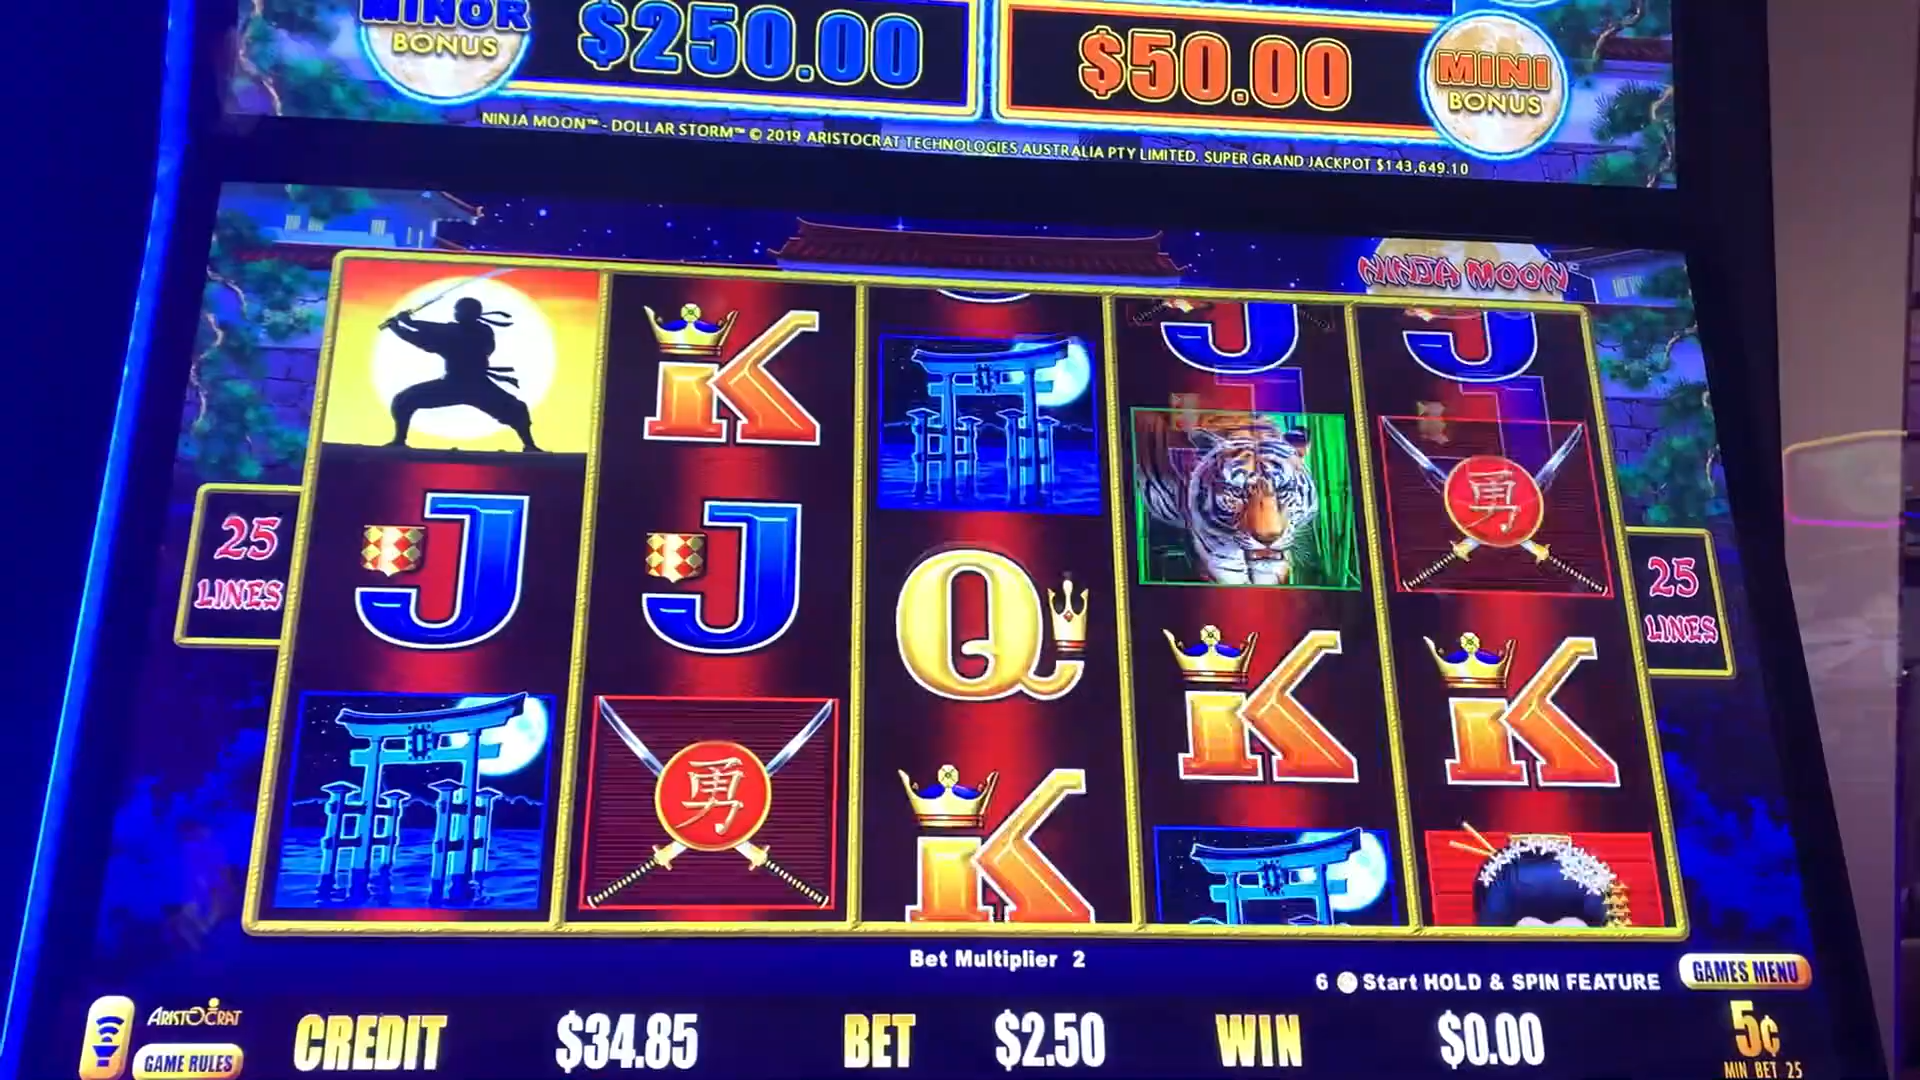 MINOR
BONUS
$250.00
$50.00
MINI
BONUS
NINJA MOON™ - DOLLAR STORM™ © 2019 ARISTOCRAT TECHNOLOGIES AUSTRALIA PTY LIMITED. SUPER GRAND JACKPOT $143,649.10
NINJA MOON
K
J
J
25
LINES
J
勇
25
LINES
J
Q
K
K
勇
K
Bet Multiplier 2
6 Start HOLD & SPIN FEATURE
GAMES MENU
ARISTOCRAT
GAME RULES
CREDIT
$34.85
BET
$2.50
WIN
$0.00
5¢
MIN BET 25